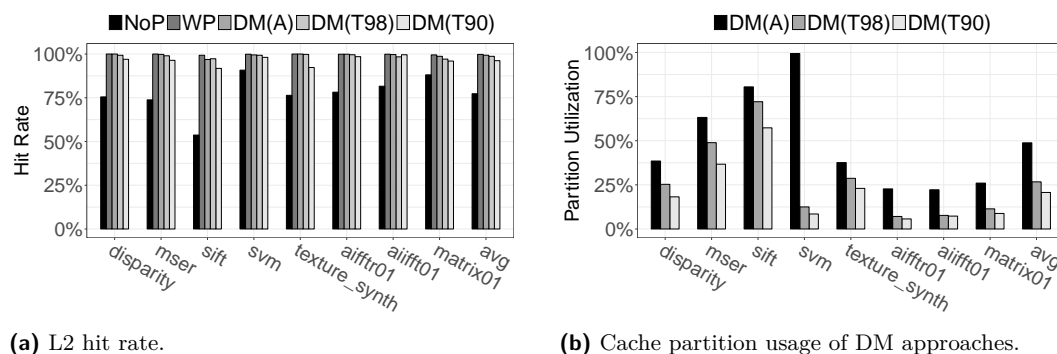 NoP WP DM(A) DM(T98) DM(T90)
100%
75%
50%
25%
0%
Hit Rate
disparity
mser
sift
svm
texture_synth
aifftr01
aiifft01
matrix01
avg
(a) L2 hit rate.
DM(A) DM(T98) DM(T90)
100%
75%
50%
25%
0%
Partition Utilization
disparity
mser
sift
svm
texture_synth
aifftr01
aiifft01
matrix01
avg
(b) Cache partition usage of DM approaches.